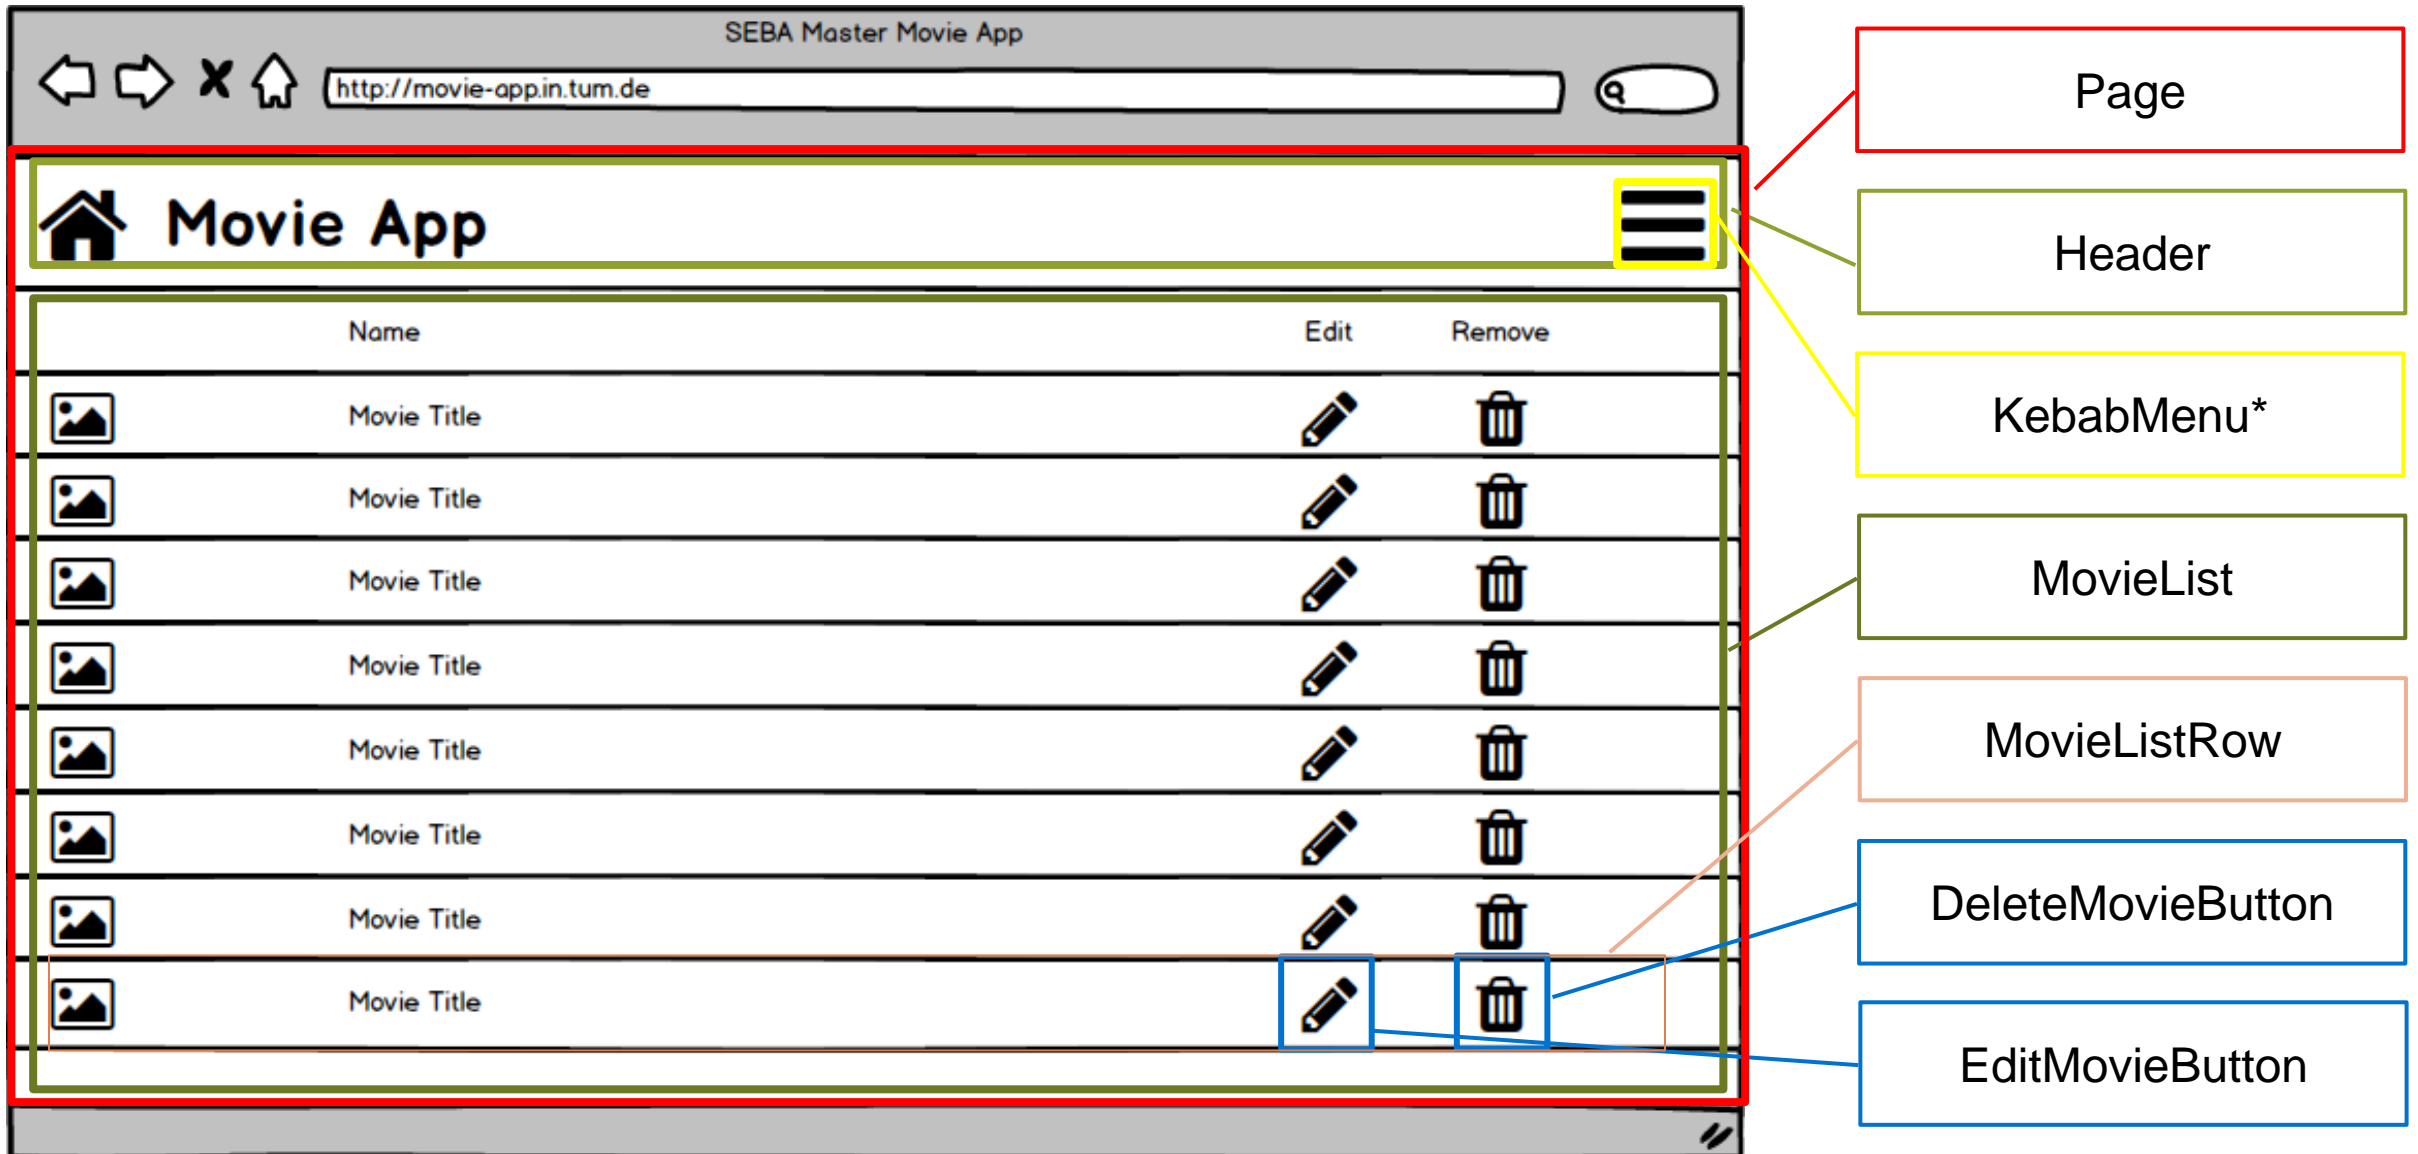 SEBA Master Movie App
http://movie-app.in.tum.de
Movie App
Name Edit Remove
Movie Title
Movie Title
Movie Title
Movie Title
Movie Title
Movie Title
Movie Title
Movie Title
Page
Header
KebabMenu*
MovieList
MovieListRow
DeleteMovieButton
EditMovieButton